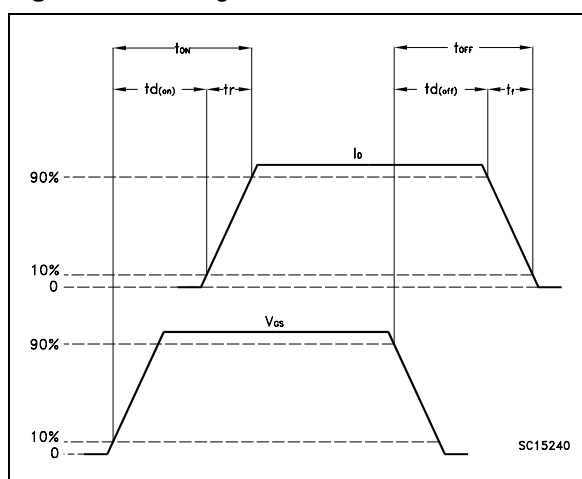 tON
tOFF
td(on)
tr
td(off)
tf
ID
90%
10%
0
VGS
90%
10%
0
SC15240